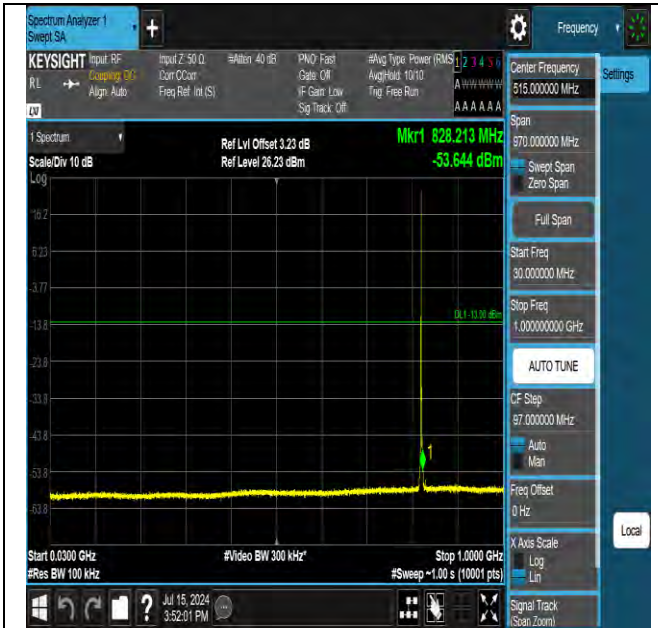 Spectrum Analyzer 1
Swept SA
+
Frequency
KEYSIGHT
RL
Input: RF
Coupling: DC
Align: Auto
Input Z: 50 Ω
Corr CCorr
Freq Ref: Int (S)
#Atten: 40 dB
PNO: Fast
Gate: Off
IF Gain: Low
Sig Track: Off
#Avg Type: Power (RMS
Avg|Hold: 10/10
Trig: Free Run
1 2 3 4 5 6
A W W W W W
A A A A A A
LXI
1 Spectrum
Scale/Div 10 dB
Ref Lvl Offset 3.23 dB
Ref Level 26.23 dBm
Mkr1 828.213 MHz
-53.644 dBm
Log
16.2
6.23
-3.77
-13.8
-23.8
-33.8
-43.8
-53.8
-63.8
DL1 -13.00 dBm
1
Start 0.0300 GHz
#Res BW 100 kHz
#Video BW 300 kHz*
Stop 1.0000 GHz
#Sweep ~1.00 s (10001 pts)
Center Frequency
515.000000 MHz
Settings
Span
970.000000 MHz
Swept Span
Zero Span
Full Span
Start Freq
30.000000 MHz
Stop Freq
1.000000000 GHz
AUTO TUNE
CF Step
97.000000 MHz
Auto
Man
Freq Offset
0 Hz
X Axis Scale
Log
Lin
Local
Signal Track
(Span Zoom)
?
Jul 15, 2024
3:52:01 PM